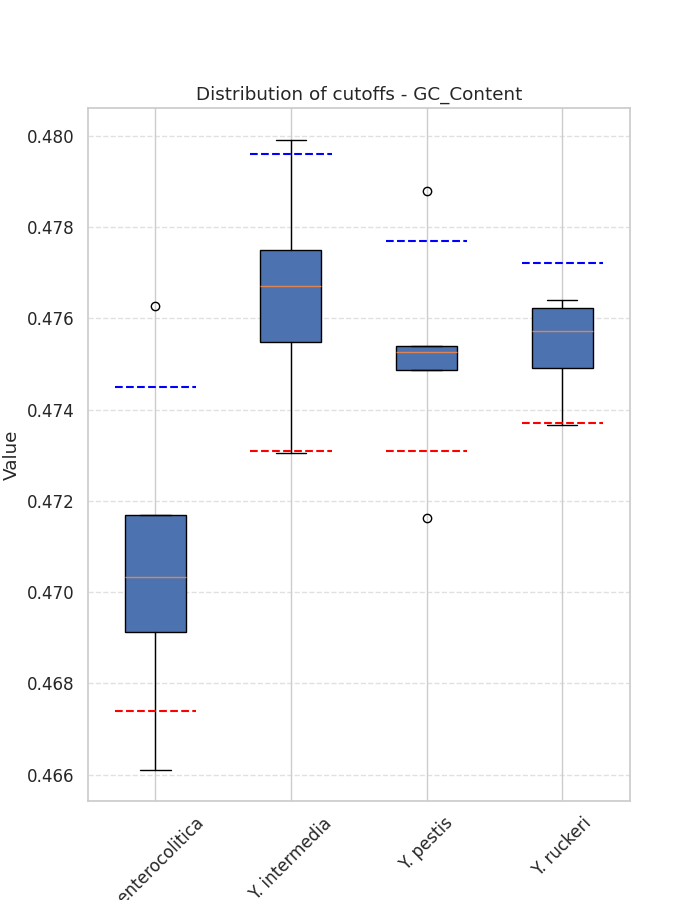 Distribution of cutoffs - GC_Content
0.480
0.478
0.476
0.474
0.472
0.470
0.468
0.466
Value
enterocolitica
Y. intermedia
Y. pestis
Y. ruckeri